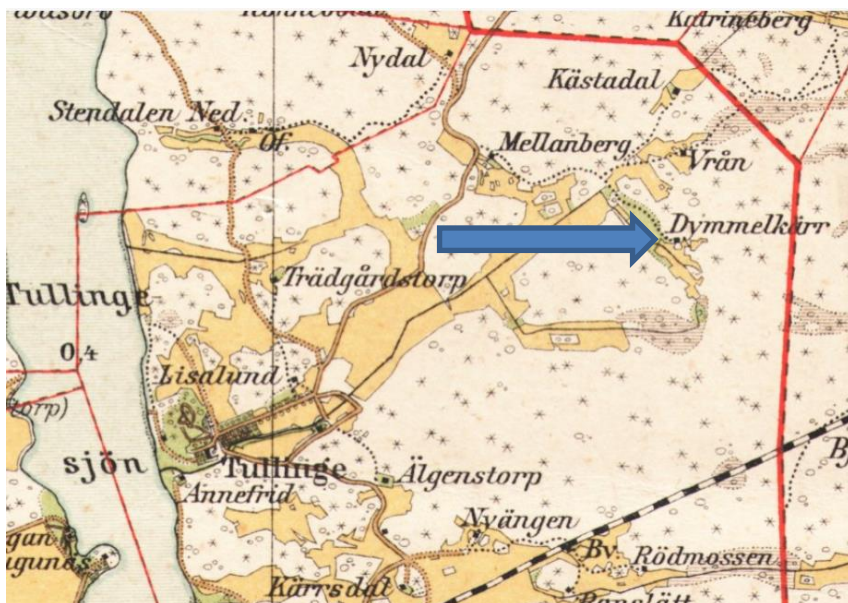 Katrineberg
Nydal
Kästadal
Stendalen Ned.
Öf.
Mellanberg
Vrån
Dymmelkärr
Trädgårdstorp
Tullinge
0,4
Lisalund
torp)
sjön
Tullinge
Älgenstorp
Annefrid
Nyängen
Bv.
Rödmossen
Kärrsdal